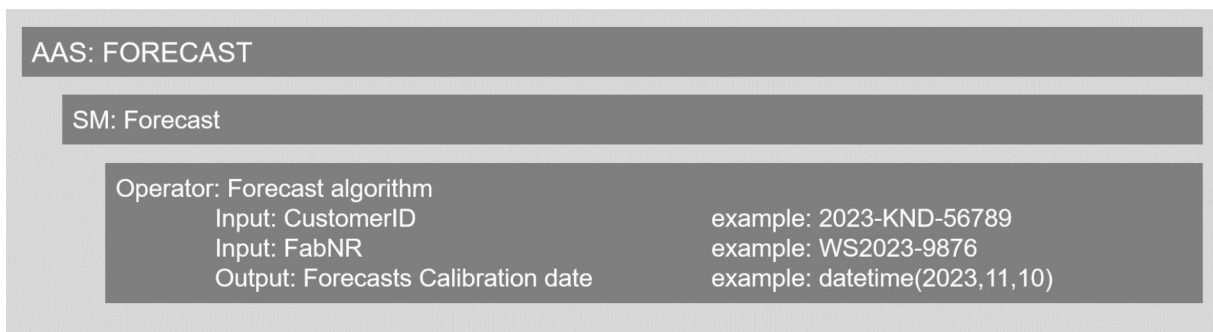 AAS: FORECAST
SM: Forecast
Operator: Forecast algorithm
Input: CustomerID example: 2023-KND-56789
Input: FabNR example: WS2023-9876
Output: Forecasts Calibration date example: datetime(2023,11,10)